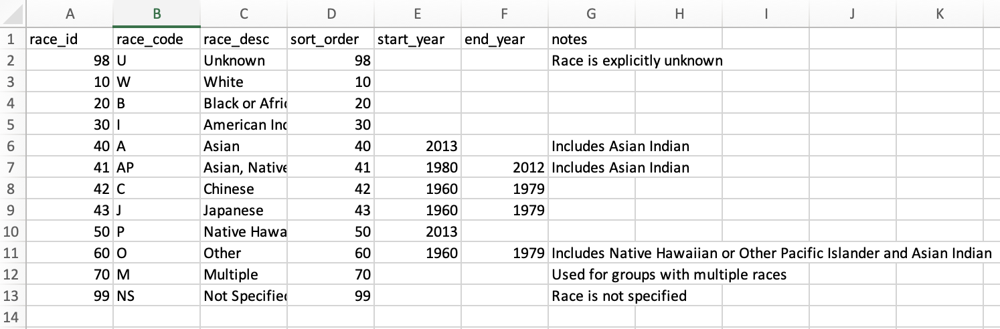 A B C D E F G H I J K
1 race_id race_code race_desc sort_order start_year end_year notes
2 98 U Unknown 98 Race is explicitly unknown
3 10 W White 10
4 20 B Black or Afri 20
5 30 I American In 30
6 40 A Asian 40 2013 Includes Asian Indian
7 41 AP Asian, Native 41 1980 2012 Includes Asian Indian
8 42 C Chinese 42 1960 1979
9 43 J Japanese 43 1960 1979
10 50 P Native Hawa 50 2013
11 60 O Other 60 1960 1979 Includes Native Hawaiian or Other Pacific Islander and Asian Indian
12 70 M Multiple 70 Used for groups with multiple races
13 99 NS Not Specifie 99 Race is not specified
14